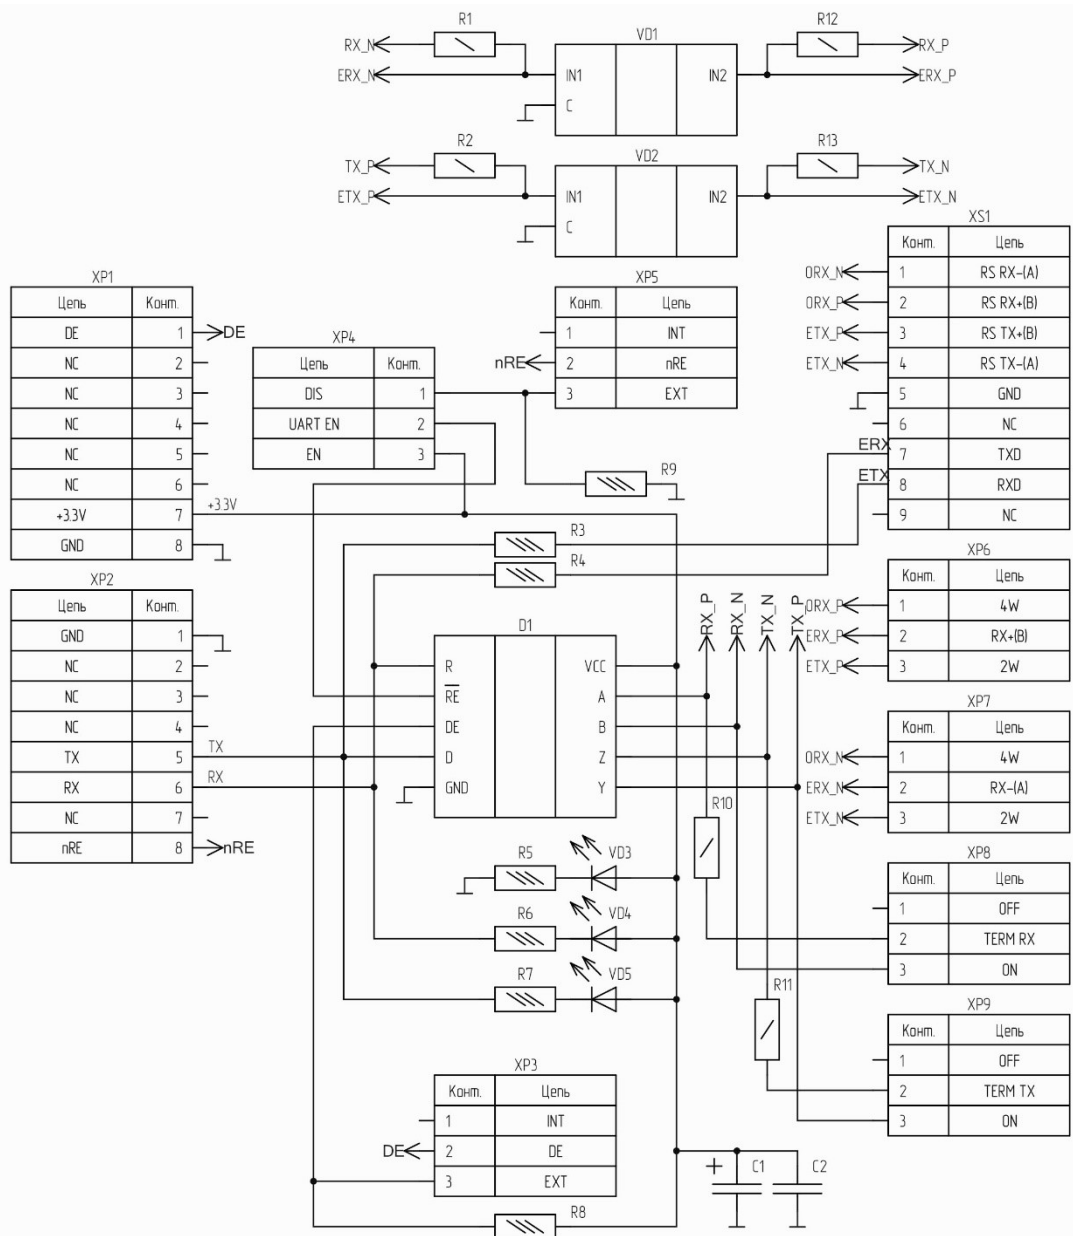 R1
R12
RX_N
VD1
RX_P
ERX_N
IN1
IN2
ERX_P
C
R2
R13
TX_P
VD2
TX_N
ETX_P
IN1
IN2
ETX_N
C
XS1
Конт. Цепь
ORX_N 1 RS RX-(A)
ORX_P 2 RS RX+(B)
ETX_P 3 RS TX+(B)
ETX_N 4 RS TX-(A)
5 GND
6 NC
ERX 7 TXD
ETX 8 RXD
9 NC
XP1
Цепь Конт.
DE 1 DE
NC 2
NC 3
NC 4
NC 5
NC 6
+3.3V 7 +3.3V
GND 8
XP5
Конт. Цепь
1 INT
nRE 2 nRE
3 EXT
XP4
Цепь Конт.
DIS 1
UART EN 2
EN 3
R9
R3
R4
XP2
Цепь Конт.
GND 1
NC 2
NC 3
NC 4
TX 5 TX
RX 6 RX
NC 7
nRE 8 nRE
D1
R VCC
RE A
DE B
D Z
GND Y
RX_P
RX_N
TX_N
TX_P
XP6
Конт. Цепь
ORX_P 1 4W
ERX_P 2 RX+(B)
ETX_P 3 2W
XP7
Конт. Цепь
ORX_N 1 4W
ERX_N 2 RX-(A)
ETX_N 3 2W
R10
R5 VD3
R6 VD4
R7 VD5
XP8
Конт. Цепь
1 OFF
2 TERM RX
3 ON
R11
XP9
Конт. Цепь
1 OFF
2 TERM TX
3 ON
XP3
Конт. Цепь
1 INT
DE 2 DE
3 EXT
R8
+ C1 C2